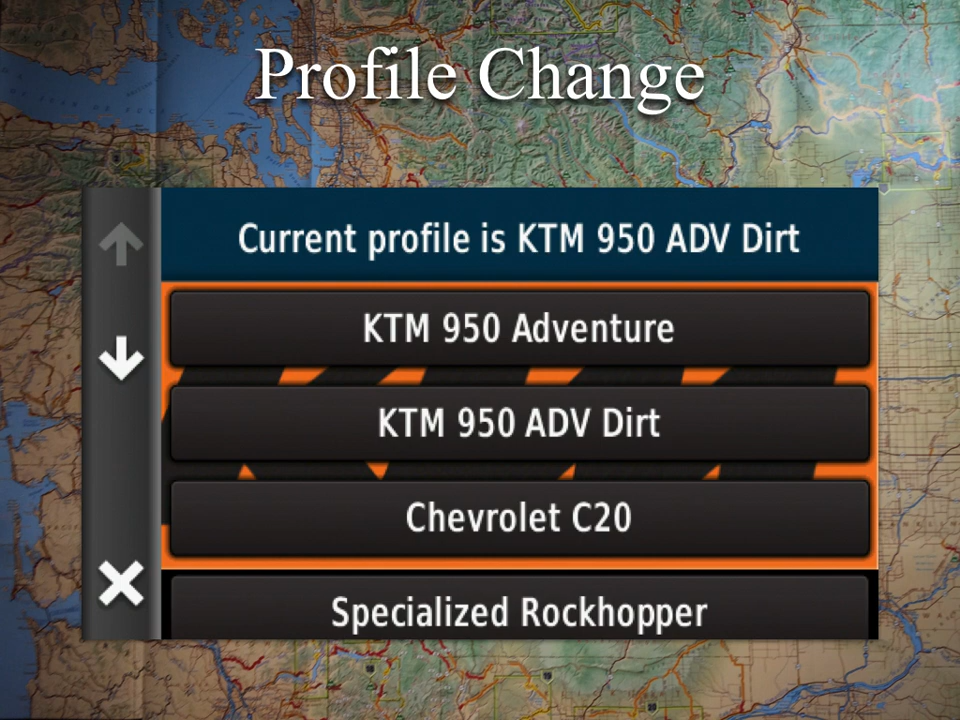 Profile Change
Current profile is KTM 950 ADV Dirt
KTM 950 Adventure
KTM 950 ADV Dirt
Chevrolet C20
Specialized Rockhopper